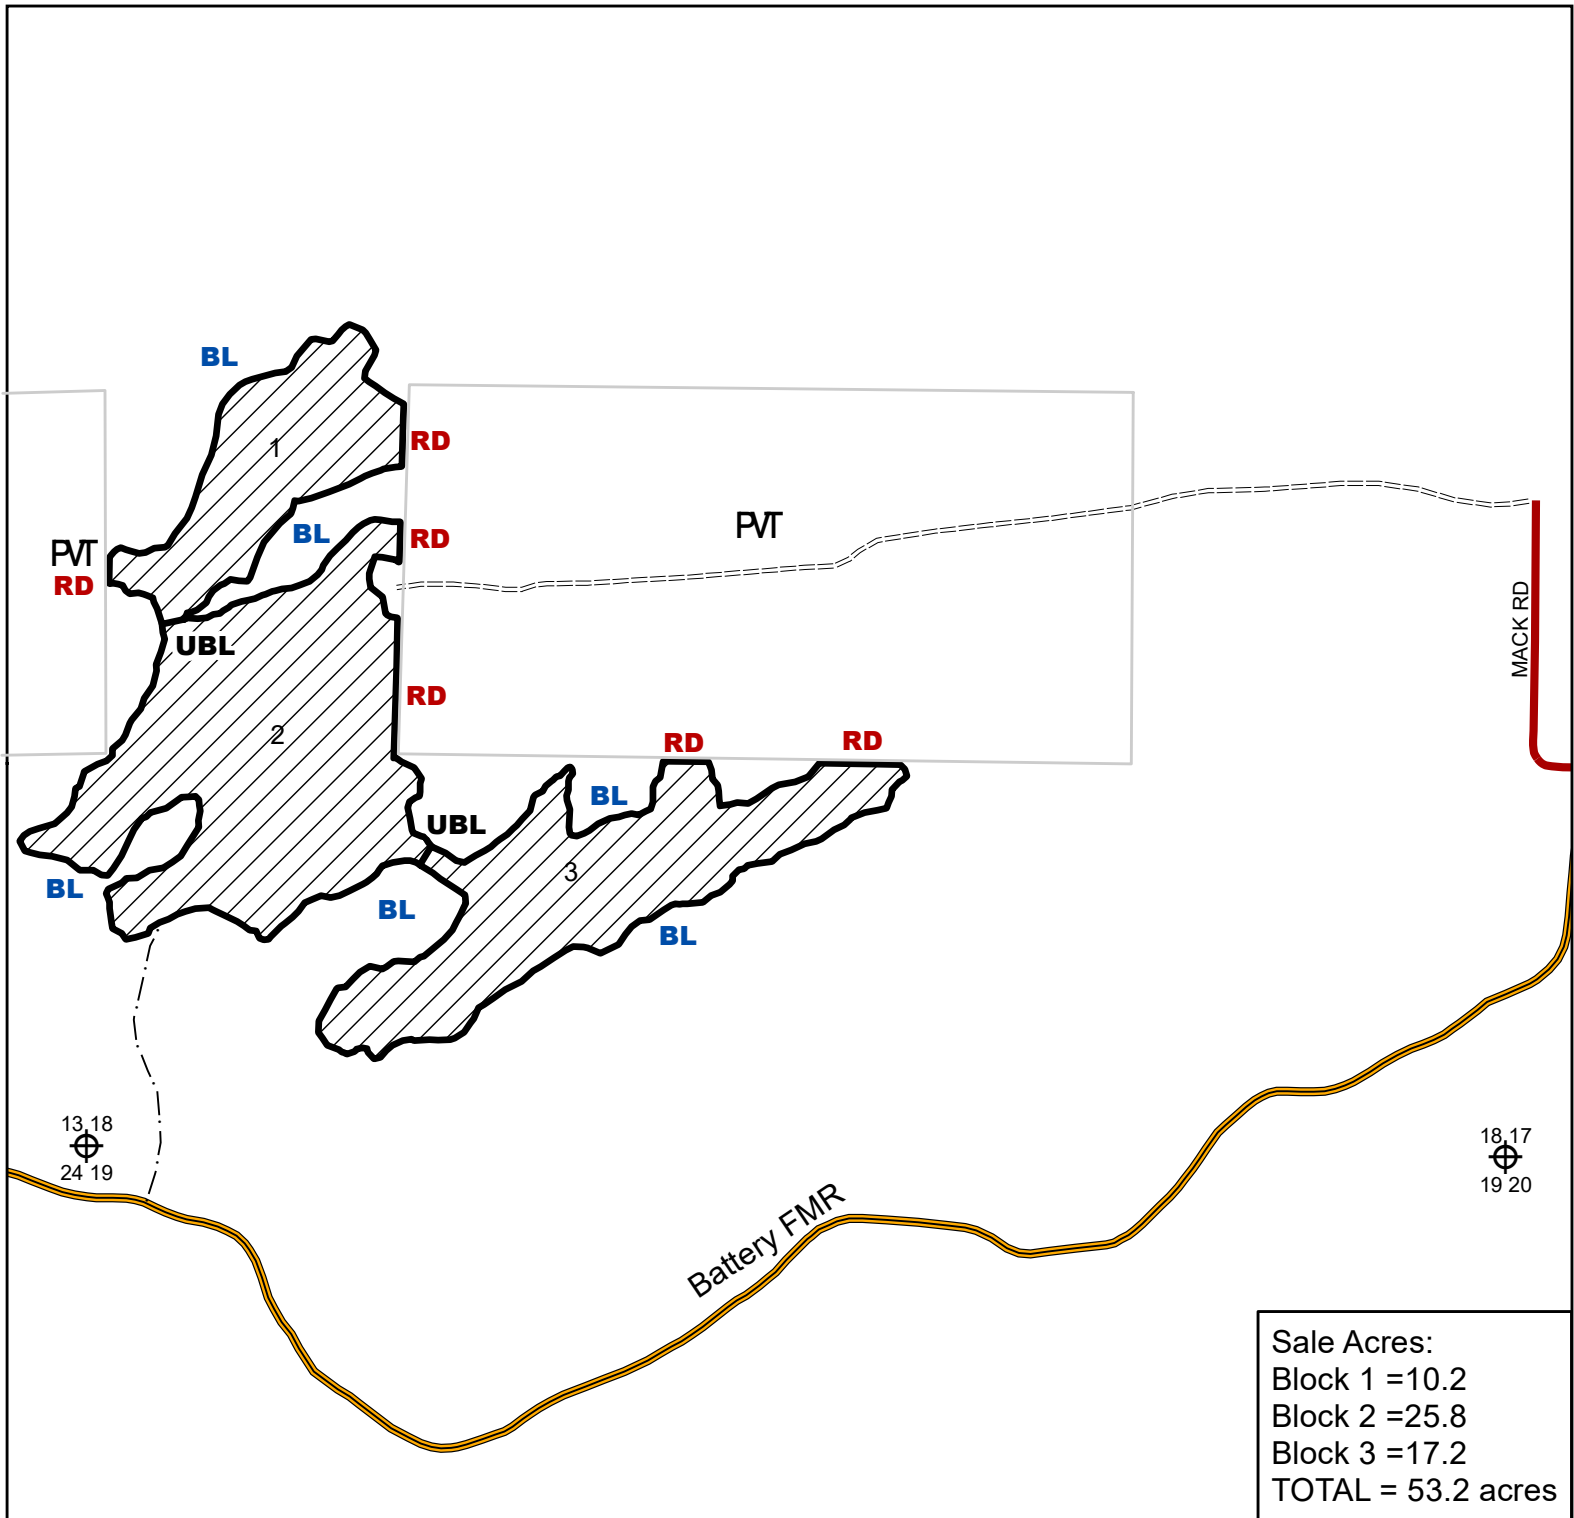 BL
1
RD
PVT
BL
RD
PVT
RD
UBL
MACK RD
RD
2
RD
RD
BL
UBL
3
BL
BL
BL
13 18
24 19
18 17
19 20
Battery FMR
Sale Acres:
Block 1 =10.2
Block 2 =25.8
Block 3 =17.2
TOTAL = 53.2 acres